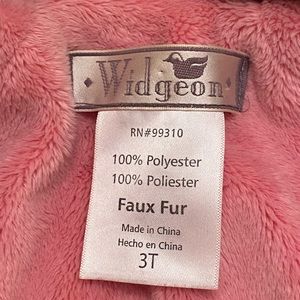 Widgeon
RN#99310
100% Polyester
100% Poliester
Faux Fur
Made in China
Hecho en China
3T